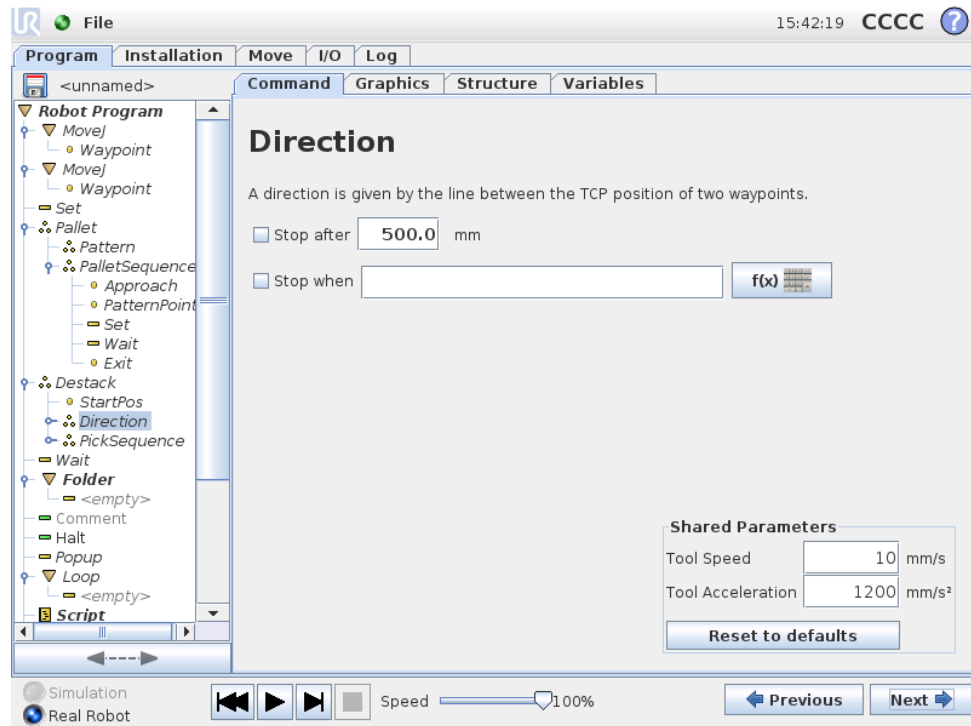 UR File 15:42:19 CCCC ?
Program Installation Move I/O Log
<unnamed>
Command Graphics Structure Variables
Robot Program
MoveJ
Waypoint
MoveJ
Waypoint
Set
Pallet
Pattern
PalletSequence
Approach
PatternPoint
Set
Wait
Exit
Destack
StartPos
Direction
PickSequence
Wait
Folder
<empty>
Comment
Halt
Popup
Loop
<empty>
Script
Direction
A direction is given by the line between the TCP position of two waypoints.
Stop after 500.0 mm
Stop when f(x)
Shared Parameters
Tool Speed 10 mm/s
Tool Acceleration 1200 mm/s²
Reset to defaults
Simulation
Real Robot
Speed 100%
Previous Next